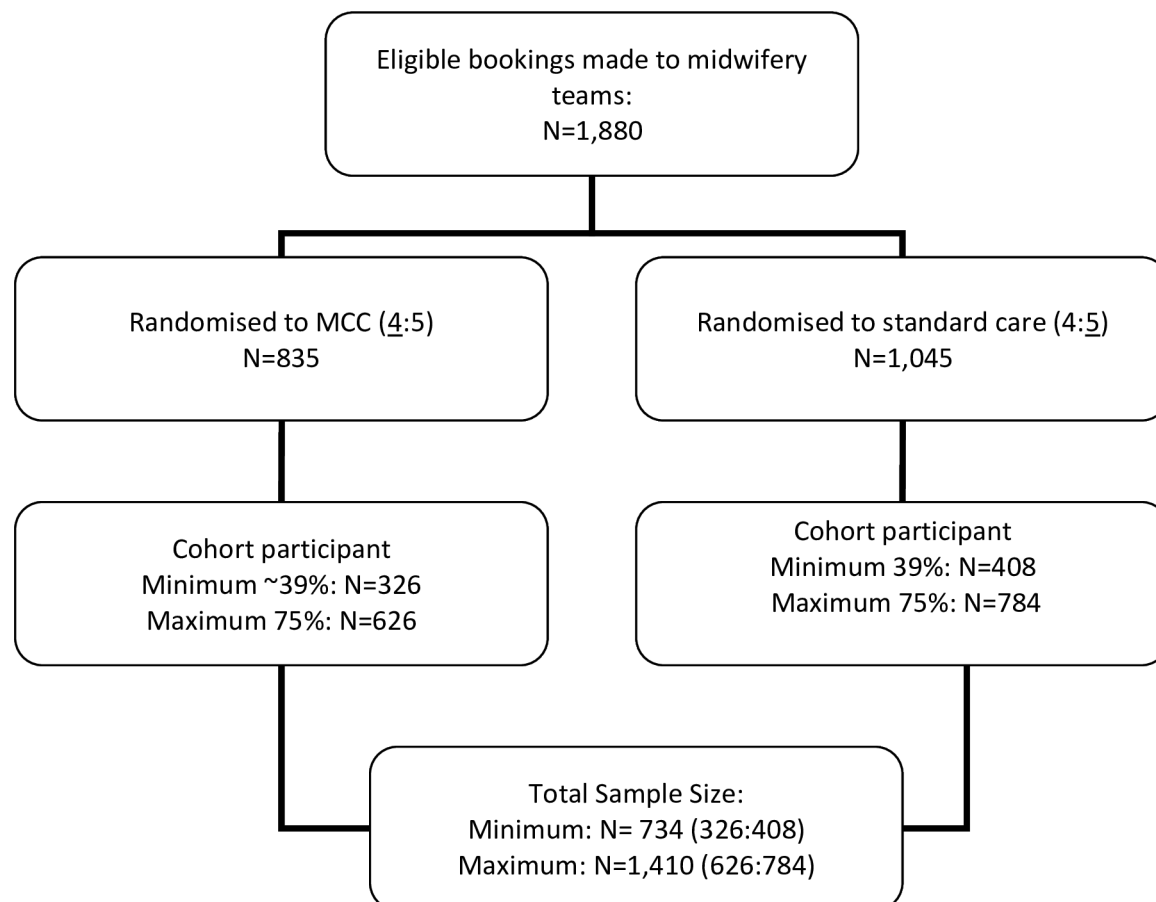 Eligible bookings made to midwifery
teams:
N=1,880
Randomised to MCC (4:5)
N=835
Randomised to standard care (4:5)
N=1,045
Cohort participant
Minimum ~39%: N=326
Maximum 75%: N=626
Cohort participant
Minimum 39%: N=408
Maximum 75%: N=784
Total Sample Size:
Minimum: N= 734 (326:408)
Maximum: N=1,410 (626:784)